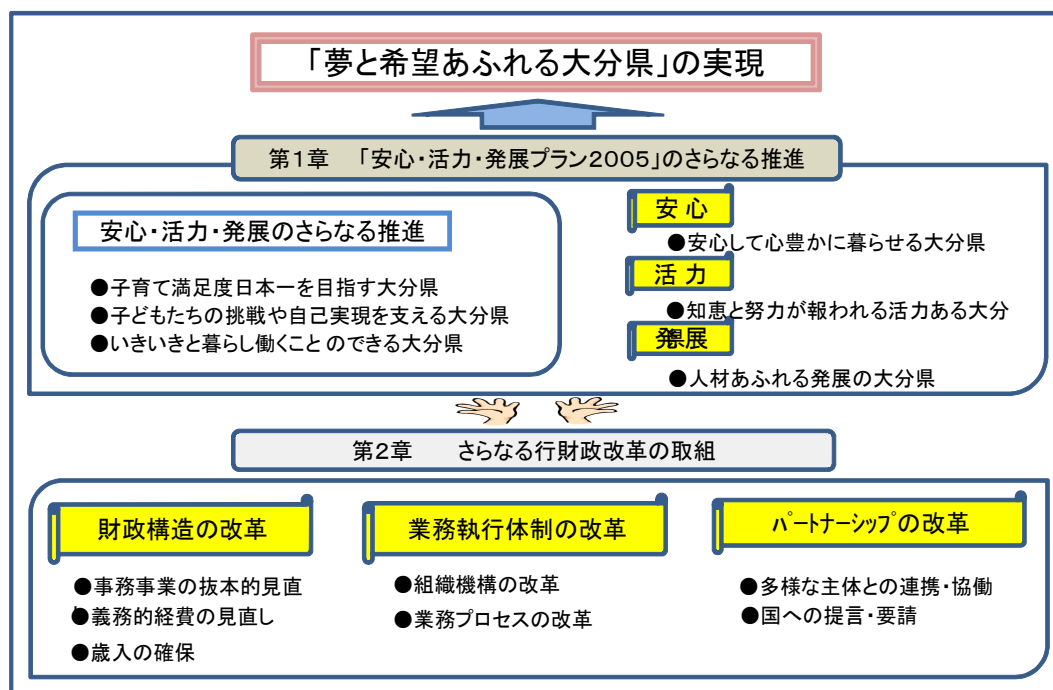 「夢と希望あふれる大分県」の実現
第1章　「安心・活力・発展プラン2005」のさらなる推進
安心・活力・発展のさらなる推進
●子育て満足度日本一を目指す大分県
●子どもたちの挑戦や自己実現を支える大分県
●いきいきと暮らし働くこと のできる大分県
安 心
●安心して心豊かに暮らせる大分県
活 力
●知恵と努力が報われる活力ある大分
発展
●人材あふれる発展の大分県
第2章　　さらなる行財政改革の取組
財政構造の改革
●事務事業の抜本的見直
●義務的経費の見直し
●歳入の確保
業務執行体制の改革
●組織機構の改革
●業務プロセスの改革
ﾊﾟｰﾄﾅｰｼｯﾌﾟの改革
●多様な主体との連携・協働
●国への提言・要請